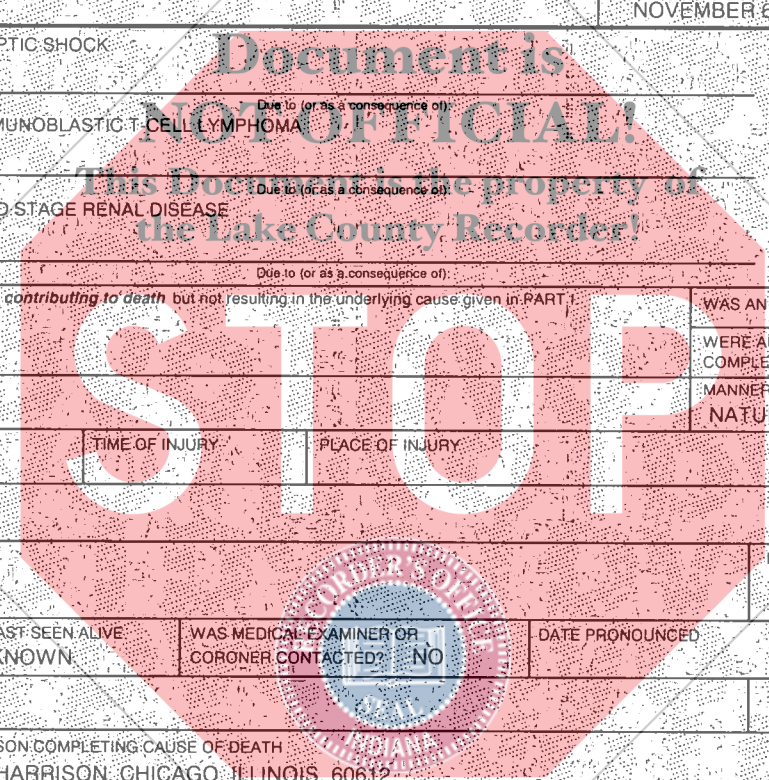 NOVEMBER 6
PTIC SHOCK
Document is
Due to (or as a consequence of):
NOT OFFICIAL!
MUNOBLASTIC T-CELL LYMPHOMA
This Document is the property of
Due to (or as a consequence of):
D STAGE RENAL DISEASE
the Lake County Recorder!
Due to (or as a consequence of):
contributing to death but not resulting in the underlying cause given in PART I.
WAS AN
STOP
WERE A
COMPLE
MANNER
NATU
TIME OF INJURY
PLACE OF INJURY
RECORDER'S OFFICE
AST SEEN ALIVE
KNOWN
WAS MEDICAL EXAMINER OR
CORONER CONTACTED? NO
DATE PRONOUNCED
SEAL
INDIANA
SON COMPLETING CAUSE OF DEATH
HARRISON, CHICAGO, ILLINOIS, 60612